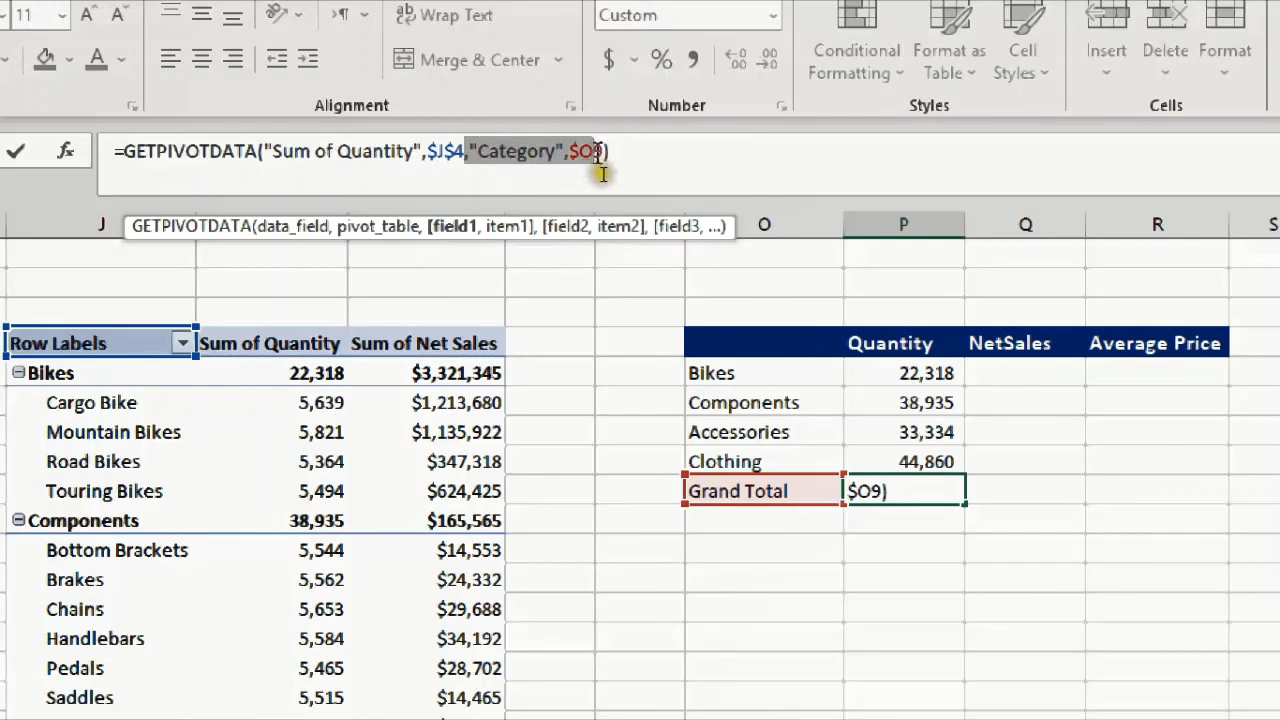 11 A A Wrap Text Custom
Merge & Center $ % 9 .00 .00 Conditional Formatting Format as Table Cell Styles Insert Delete Format
Alignment Number Styles Cells
fx =GETPIVOTDATA("Sum of Quantity",$J$4,"Category",$O9)
GETPIVOTDATA(data_field, pivot_table, [field1, item1], [field2, item2], [field3, ...)
J O P Q R S
Row Labels Sum of Quantity Sum of Net Sales Quantity NetSales Average Price
Bikes 22,318 $3,321,345 Bikes 22,318
Cargo Bike 5,639 $1,213,680 Components 38,935
Mountain Bikes 5,821 $1,135,922 Accessories 33,334
Road Bikes 5,364 $347,318 Clothing 44,860
Touring Bikes 5,494 $624,425 Grand Total $O9)
Components 38,935 $165,565
Bottom Brackets 5,544 $14,553
Brakes 5,562 $24,332
Chains 5,653 $29,688
Handlebars 5,584 $34,192
Pedals 5,465 $28,702
Saddles 5,515 $14,465